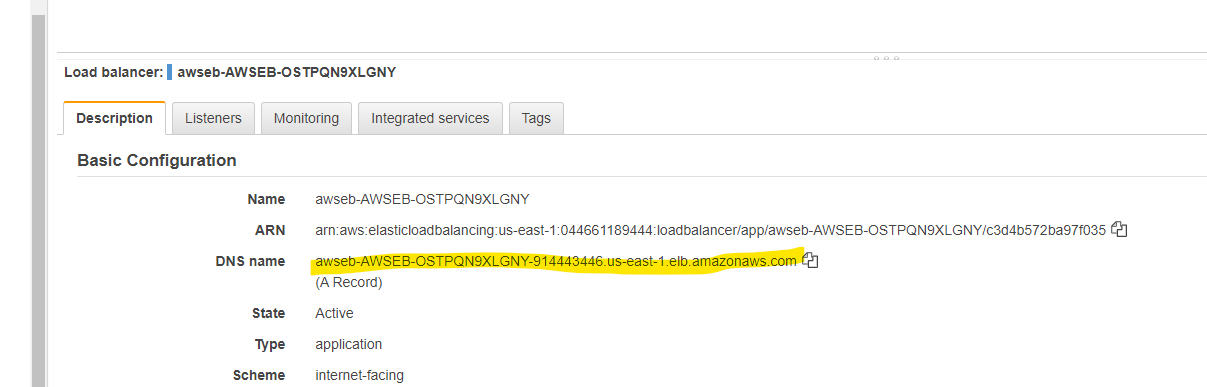 Load balancer: awseb-AWSEB-OSTPQN9XLGNY
Description Listeners Monitoring Integrated services Tags
Basic Configuration
Name awseb-AWSEB-OSTPQN9XLGNY
ARN arn:aws:elasticloadbalancing:us-east-1:044661189444:loadbalancer/app/awseb-AWSEB-OSTPQN9XLGNY/c3d4b572ba97f035
DNS name awseb-AWSEB-OSTPQN9XLGNY-914443446.us-east-1.elb.amazonaws.com
(A Record)
State Active
Type application
Scheme internet-facing